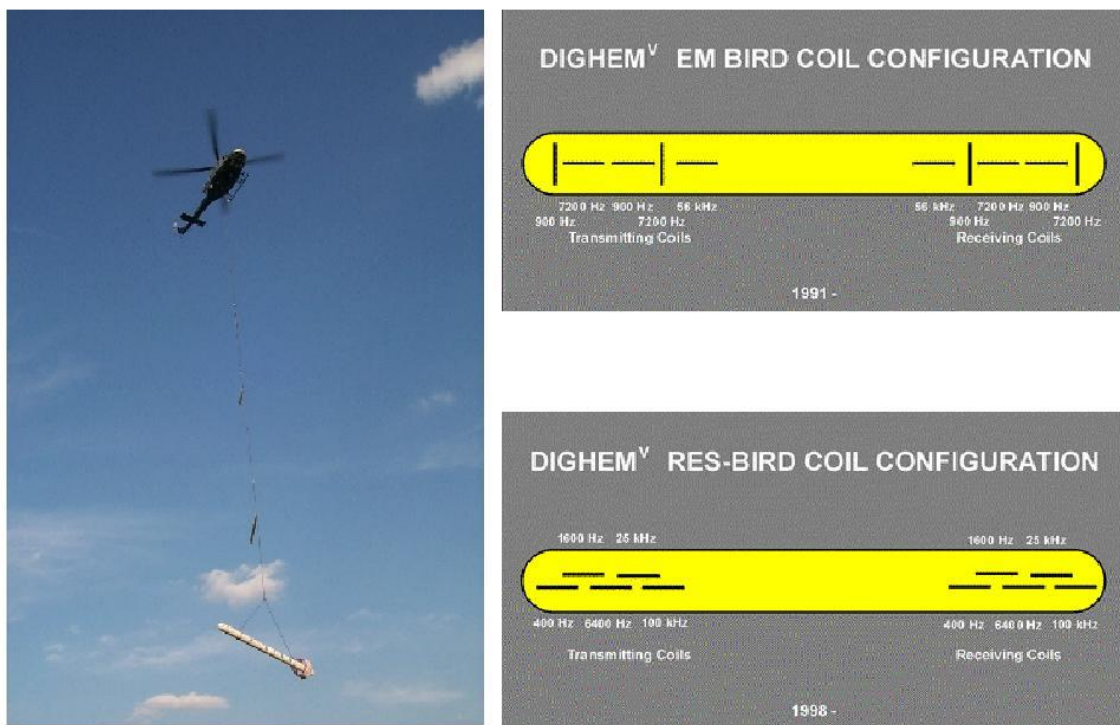 DIGHEMV EM BIRD COIL CONFIGURATION
7200 Hz 900 Hz 56 kHz 56 kHz 7200 Hz 900 Hz
900 Hz 7200 Hz 900 Hz 7200 Hz
Transmitting Coils Receiving Coils
1991 -
DIGHEMV RES-BIRD COIL CONFIGURATION
1600 Hz 25 kHz 1600 Hz 25 kHz
400 Hz 6400 Hz 100 kHz 400 Hz 6400 Hz 100 kHz
Transmitting Coils Receiving Coils
1998 -